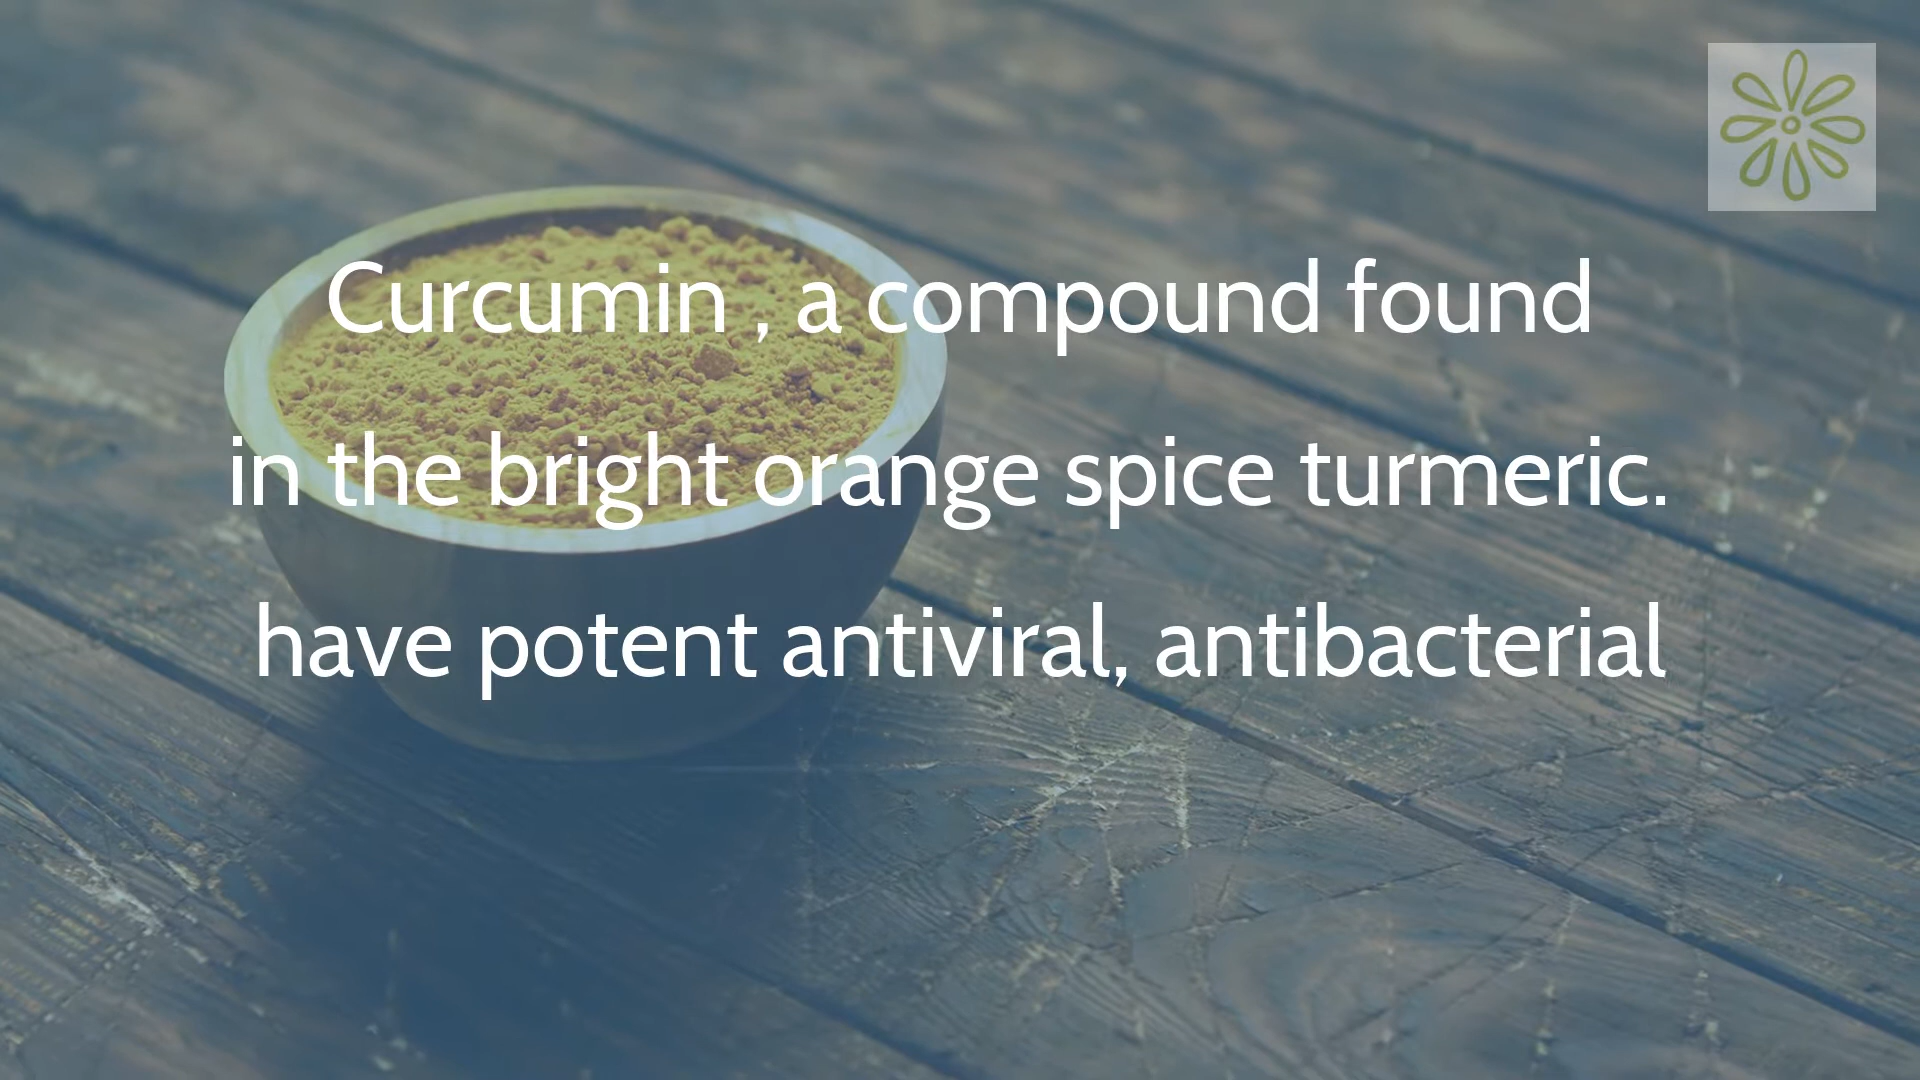 Curcumin , a compound found
in the bright orange spice turmeric.
have potent antiviral, antibacterial